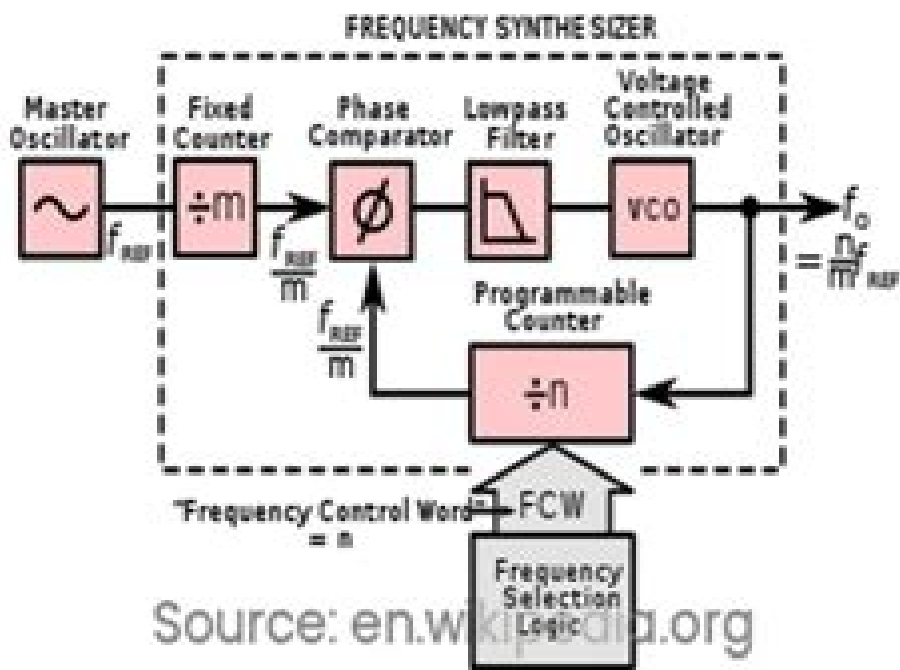 FREQUENCY SYNTHESIZER
Master
Oscillator
Fixed
Counter
Phase
Comparator
Lowpass
Filter
Voltage
Controlled
Oscillator
÷m
ϕ
VCO
f_REF
f_REF
m
f_o
= n/m f_REF
f_REF
m
Programmable
Counter
÷n
"Frequency Control Word"
= n
FCW
Frequency
Selection
Logic
Source: en.wikipedia.org